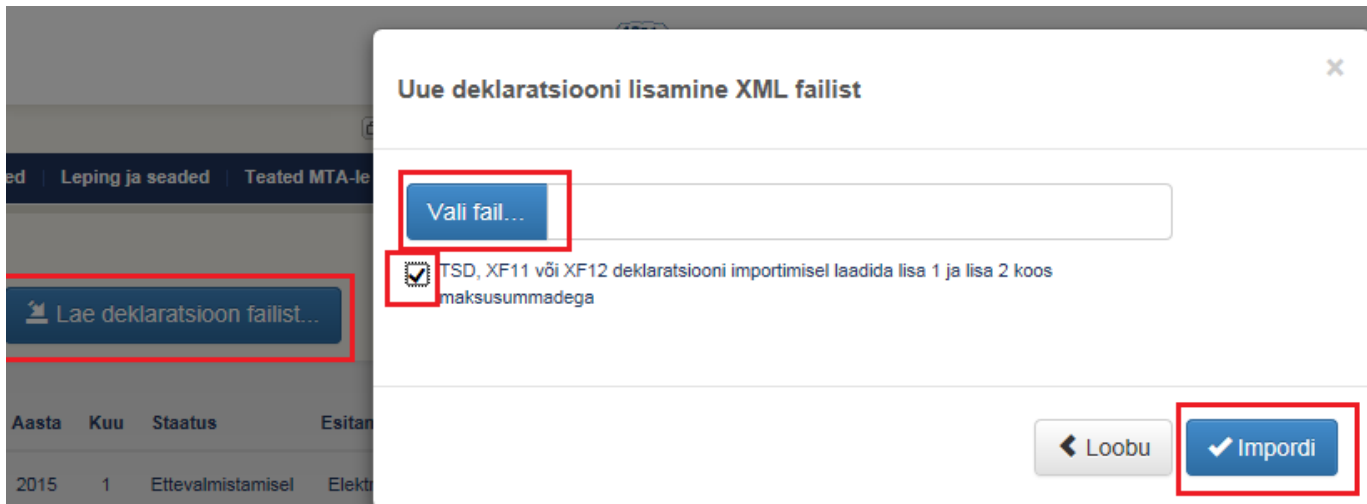 Uue deklaratsiooni lisamine XML failist
×
ed | Leping ja seaded | Teated MTA-le
Vali fail...
TSD, XF11 või XF12 deklaratsiooni importimisel laadida lisa 1 ja lisa 2 koos
maksusummadega
Lae deklaratsioon failist...
Aasta Kuu Staatus Esitan
Loobu Impordi
2015 1 Ettevalmistamisel Elektr